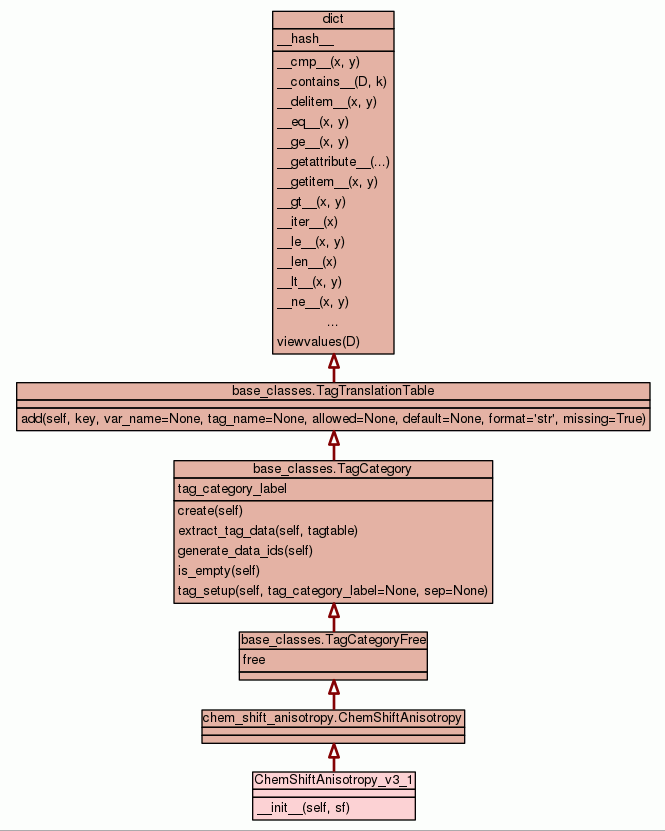 dict
__hash__
__cmp__(x, y)
__contains__(D, k)
__delitem__(x, y)
__eq__(x, y)
__ge__(x, y)
__getattribute__(...)
__getitem__(x, y)
__gt__(x, y)
__iter__(x)
__le__(x, y)
__len__(x)
__lt__(x, y)
__ne__(x, y)
...
viewvalues(D)
base_classes.TagTranslationTable
add(self, key, var_name=None, tag_name=None, allowed=None, default=None, format='str', missing=True)
base_classes.TagCategory
tag_category_label
create(self)
extract_tag_data(self, tagtable)
generate_data_ids(self)
is_empty(self)
tag_setup(self, tag_category_label=None, sep=None)
base_classes.TagCategoryFree
free
chem_shift_anisotropy.ChemShiftAnisotropy
ChemShiftAnisotropy_v3_1
__init__(self, sf)